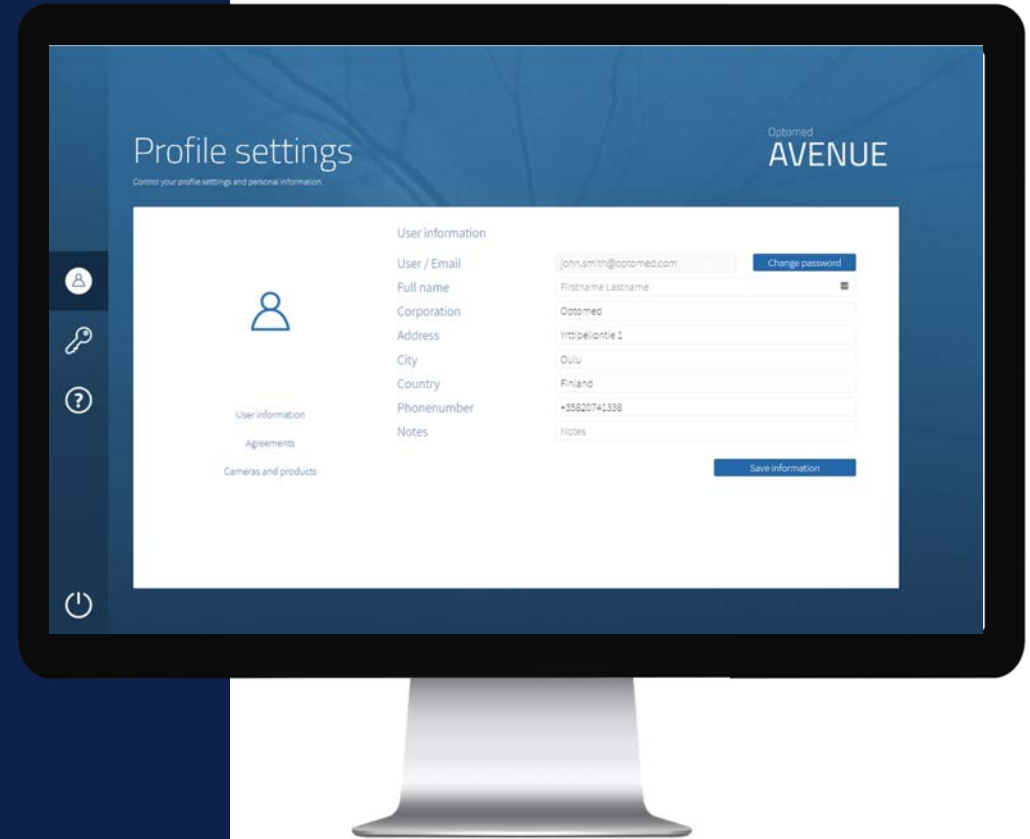 Profile settings
Control your profile setttings and personal information.
Optomed
AVENUE
User information
User / Email john.smith@optomed.com Change password
Full name Firstname Lastname
Corporation Optomed
Address Yrttipellontie 1
City Oulu
Country Finland
Phonenumber +35820741338
Notes Notes
Save information
User information
Agreements
Cameras and products